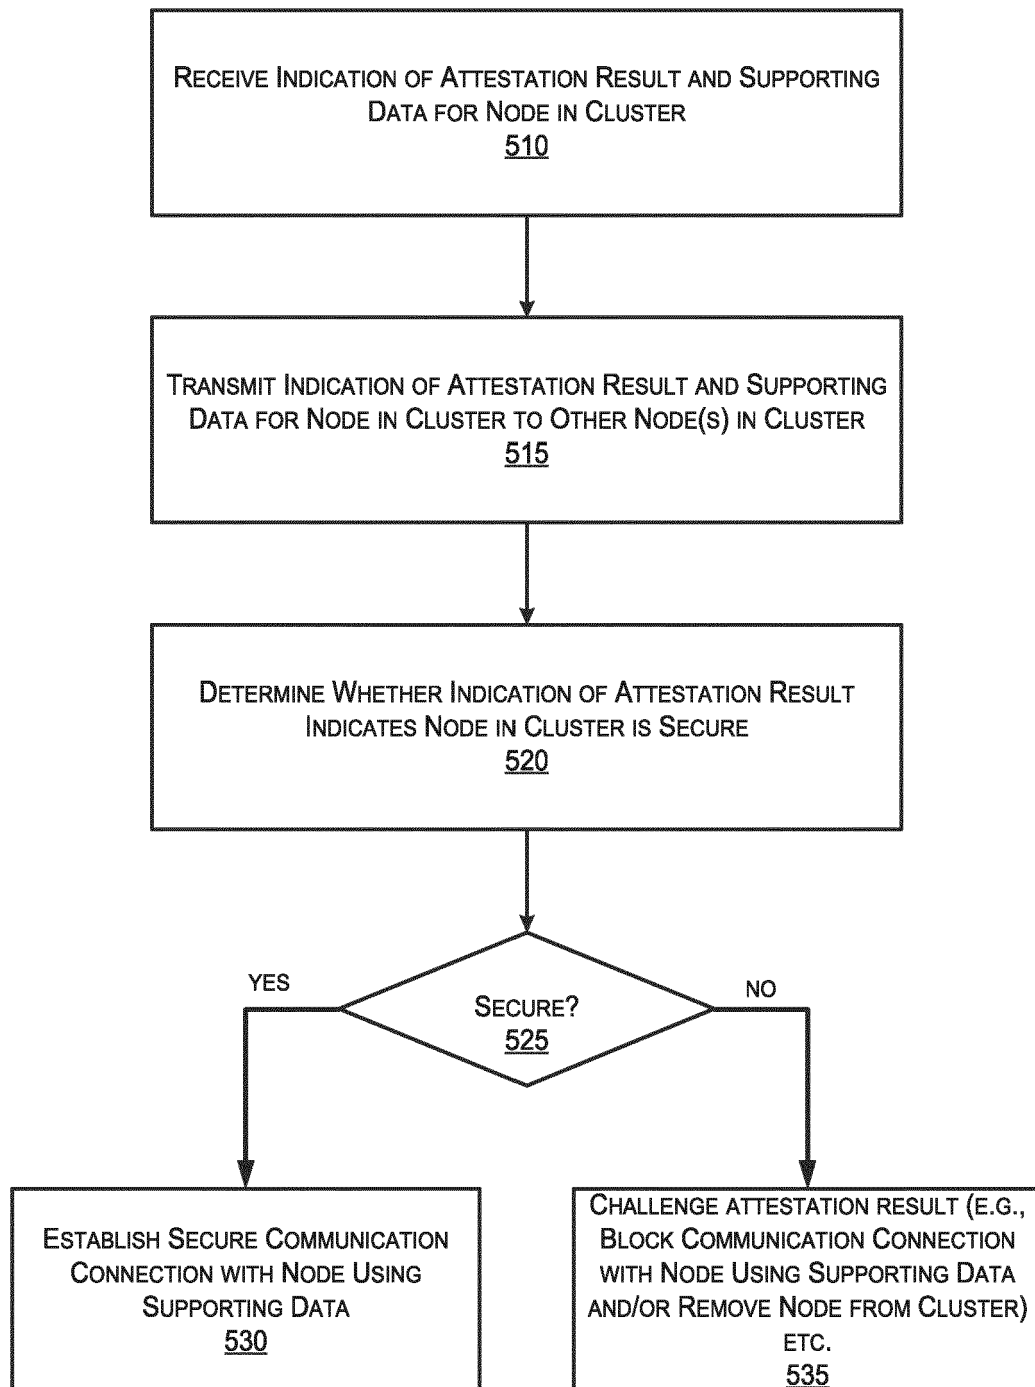 RECEIVE INDICATION OF ATTESTATION RESULT AND SUPPORTING
DATA FOR NODE IN CLUSTER
510
TRANSMIT INDICATION OF ATTESTATION RESULT AND SUPPORTING
DATA FOR NODE IN CLUSTER TO OTHER NODE(S) IN CLUSTER
515
DETERMINE WHETHER INDICATION OF ATTESTATION RESULT
INDICATES NODE IN CLUSTER IS SECURE
520
YES
NO
SECURE?
525
ESTABLISH SECURE COMMUNICATION
CONNECTION WITH NODE USING
SUPPORTING DATA
530
CHALLENGE ATTESTATION RESULT (E.G.,
BLOCK COMMUNICATION CONNECTION
WITH NODE USING SUPPORTING DATA
AND/OR REMOVE NODE FROM CLUSTER)
ETC.
535